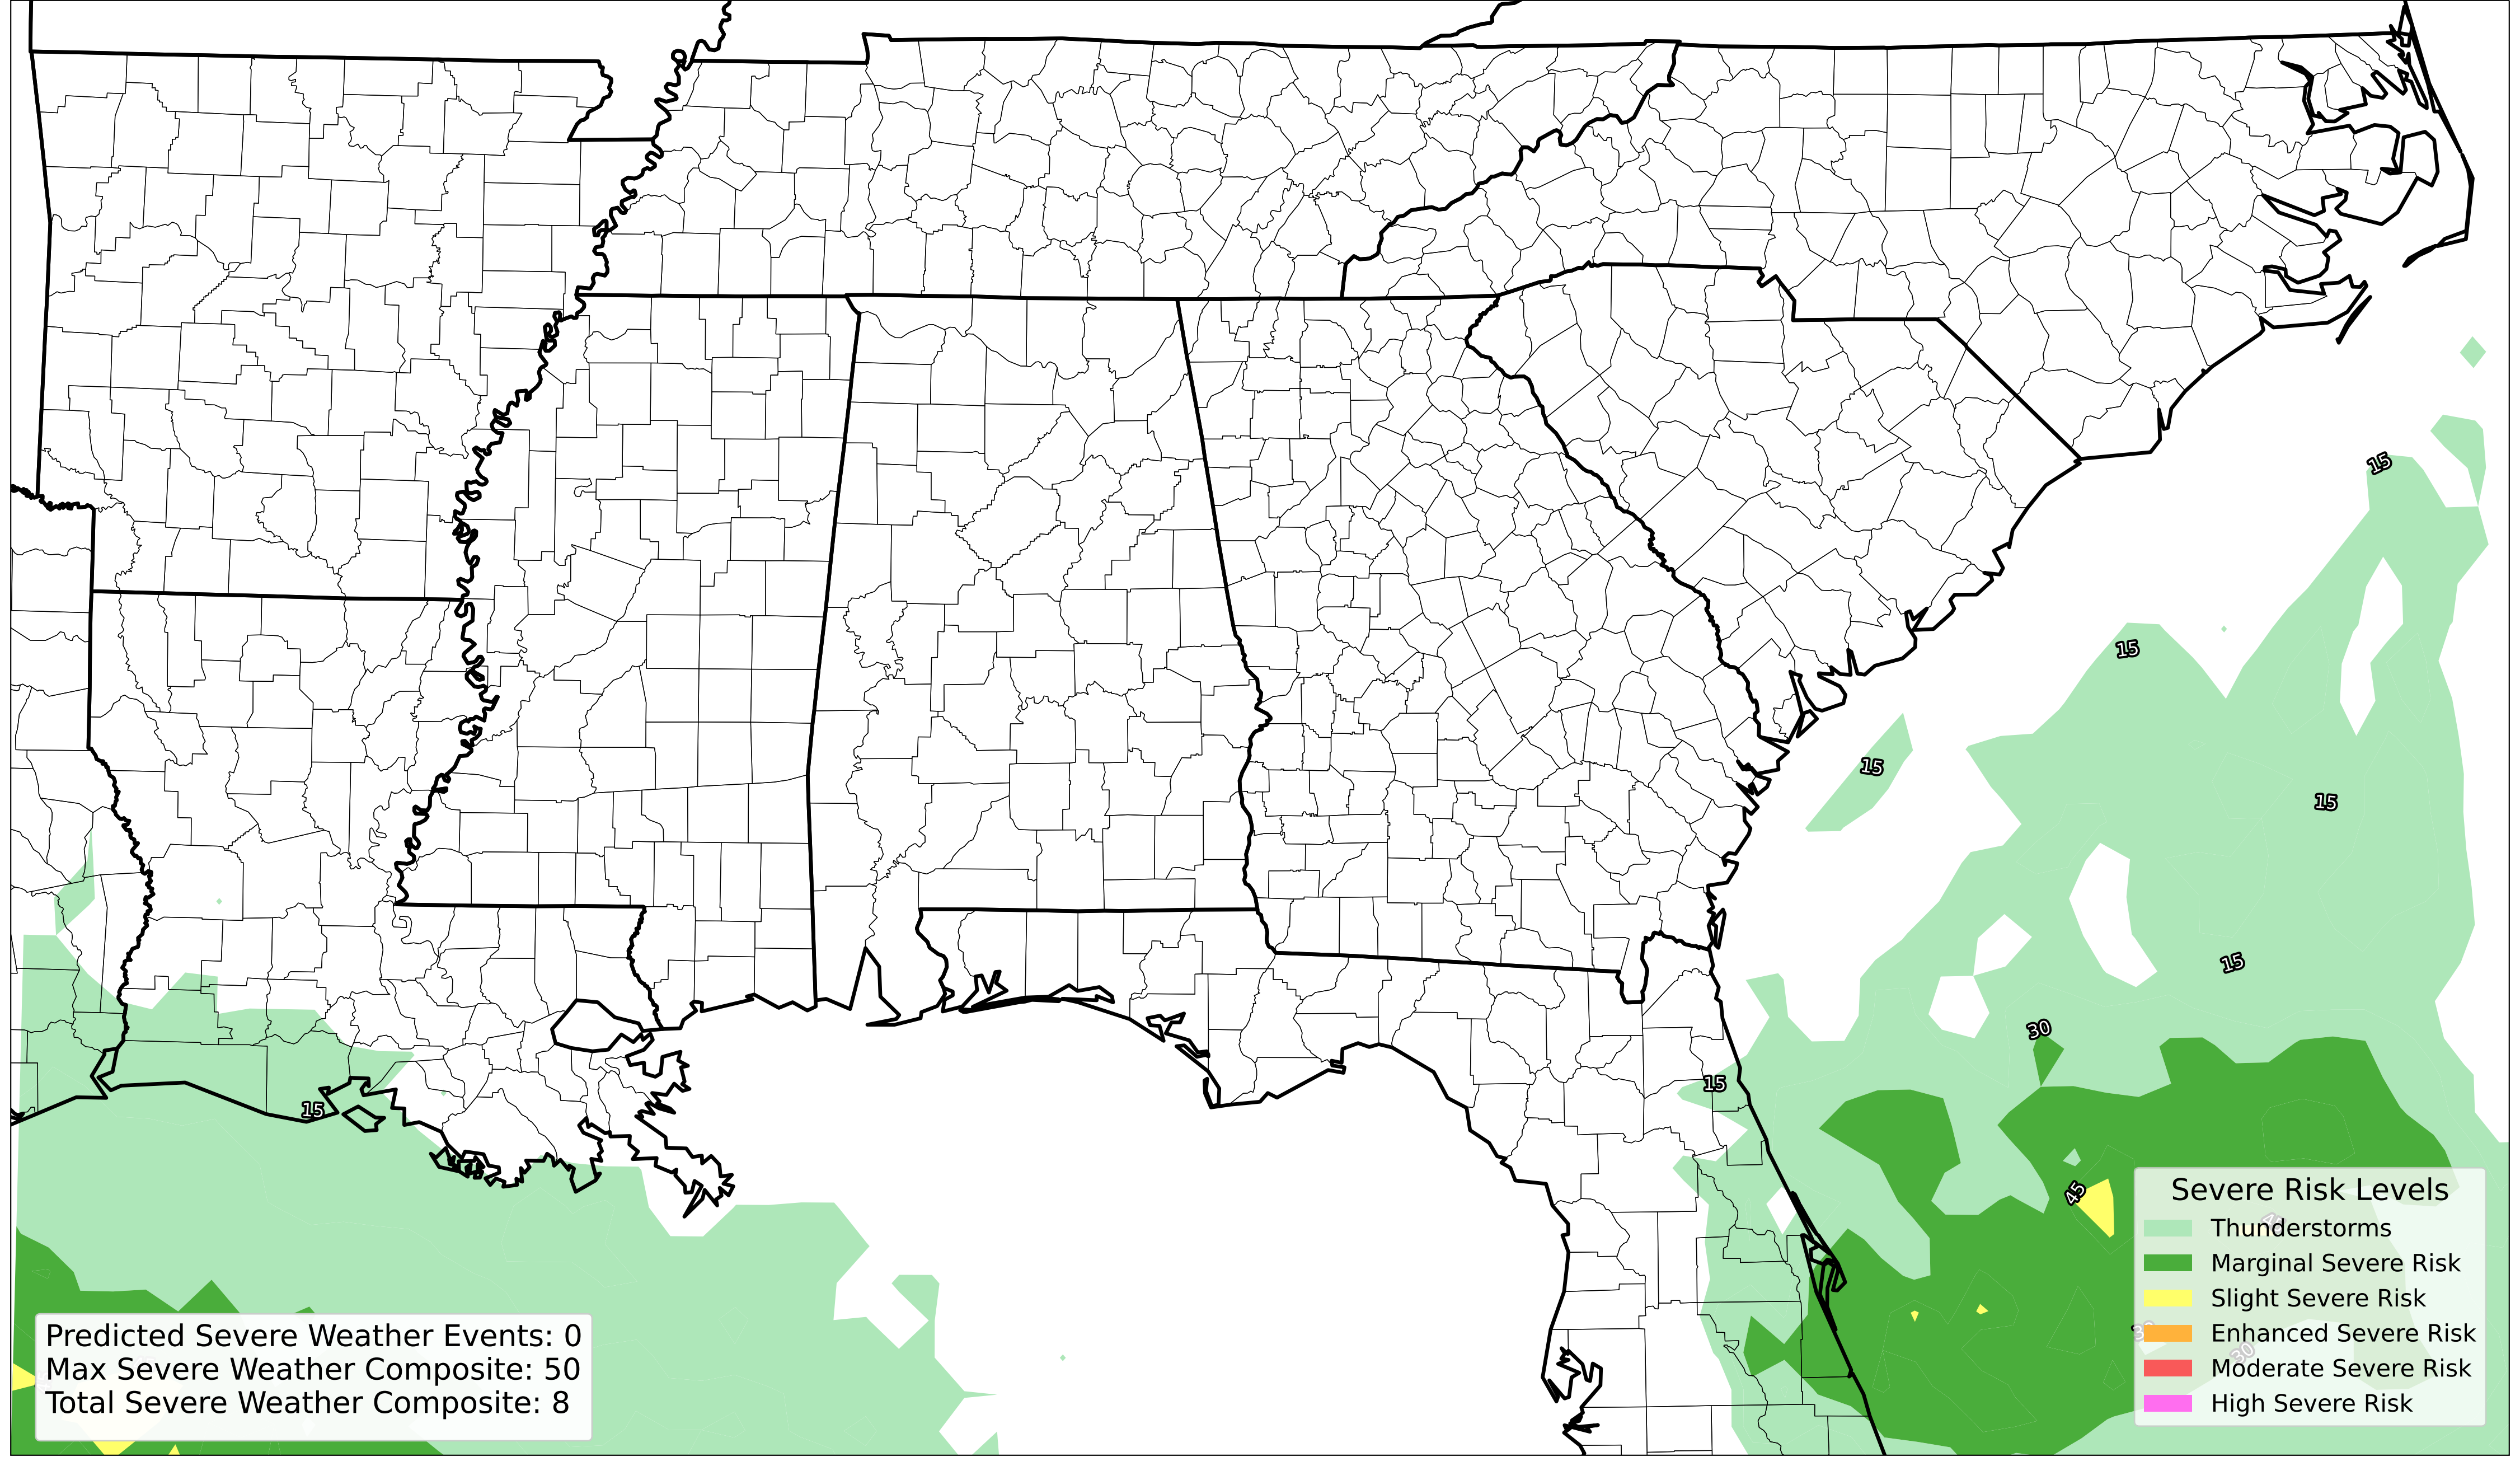 15
15
15
15
15
30
15
15
45
Severe Risk Levels
Thunderstorms
Marginal Severe Risk
Slight Severe Risk
Enhanced Severe Risk
Moderate Severe Risk
High Severe Risk
30
Predicted Severe Weather Events: 0
Max Severe Weather Composite: 50
Total Severe Weather Composite: 8